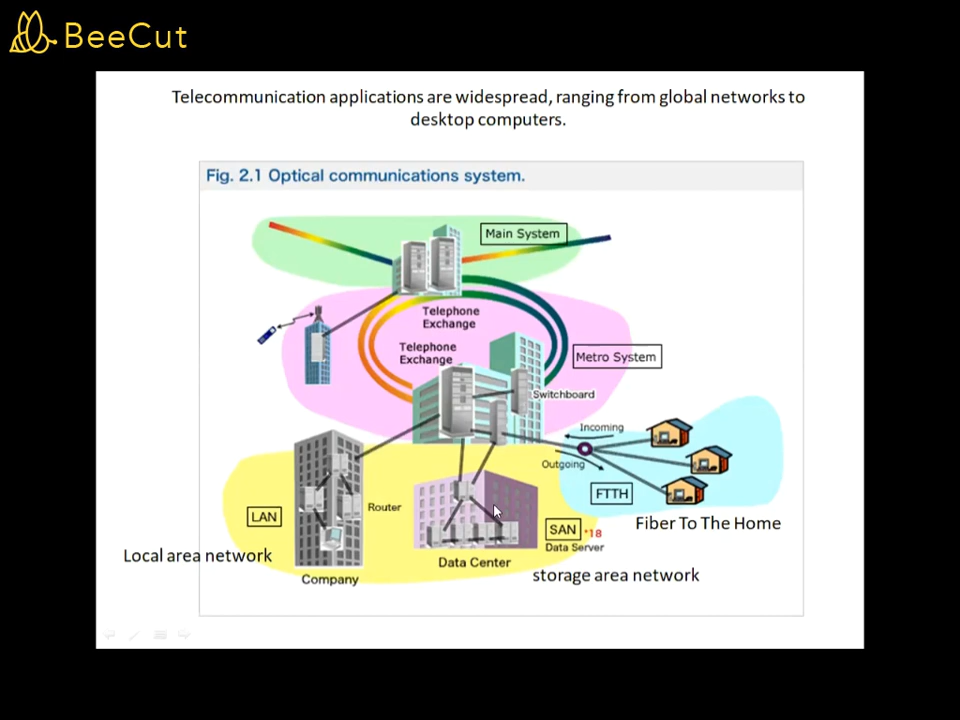 BeeCut
Telecommunication applications are widespread, ranging from global networks to
desktop computers.
Fig. 2.1 Optical communications system.
Main System
Telephone
Exchange
Telephone
Exchange
Metro System
Switchboard
Incoming
Outgoing
FTTH
Fiber To The Home
LAN
Router
Local area network
Company
Data Center
SAN *18
Data Server
storage area network